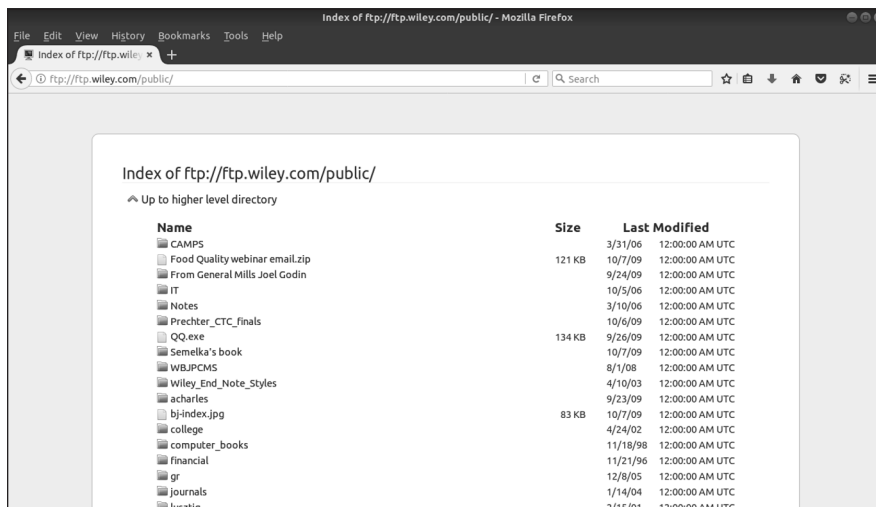 Index of ftp://ftp.wiley.com/public/ - Mozilla Firefox
File Edit View History Bookmarks Tools Help
Index of ftp://ftp.wiley × +
ftp://ftp.wiley.com/public/ Search
Index of ftp://ftp.wiley.com/public/
Up to higher level directory
Name Size Last Modified
CAMPS 3/31/06 12:00:00 AM UTC
Food Quality webinar email.zip 121 KB 10/7/09 12:00:00 AM UTC
From General Mills Joel Godin 9/24/09 12:00:00 AM UTC
IT 10/5/06 12:00:00 AM UTC
Notes 3/10/06 12:00:00 AM UTC
Prechter_CTC_finals 10/6/09 12:00:00 AM UTC
QQ.exe 134 KB 9/26/09 12:00:00 AM UTC
Semelka's book 10/7/09 12:00:00 AM UTC
WBJPCMS 8/1/08 12:00:00 AM UTC
Wiley_End_Note_Styles 4/10/03 12:00:00 AM UTC
acharles 9/23/09 12:00:00 AM UTC
bj-index.jpg 83 KB 10/7/09 12:00:00 AM UTC
college 4/24/02 12:00:00 AM UTC
computer_books 11/18/98 12:00:00 AM UTC
financial 11/21/96 12:00:00 AM UTC
gr 12/8/05 12:00:00 AM UTC
journals 1/14/04 12:00:00 AM UTC